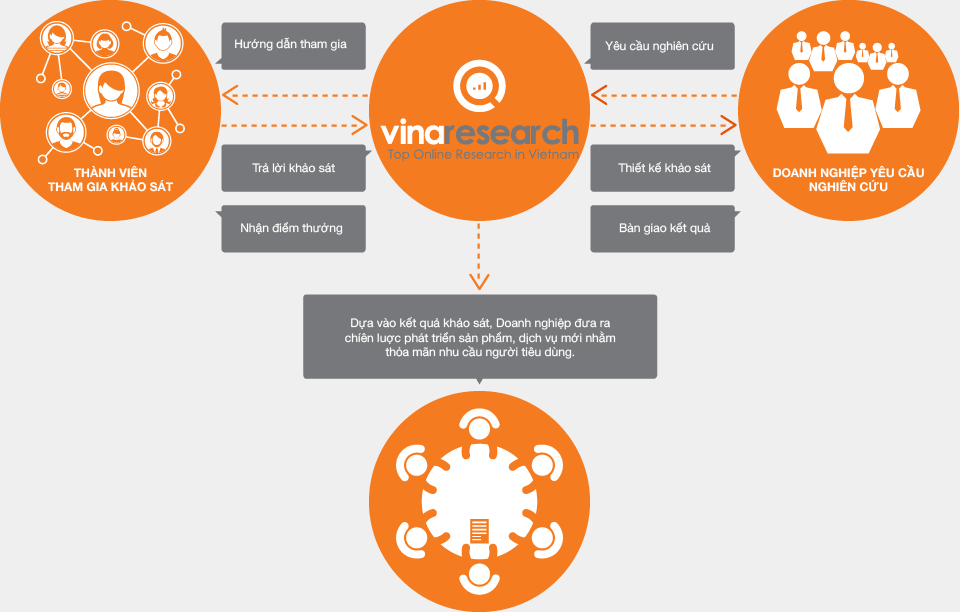 Hướng dẫn tham gia
Yêu cầu nghiên cứu
vinaresearch
Top Online Research in Vietnam
Trả lời khảo sát
Thiết kế khảo sát
THÀNH VIÊN
THAM GIA KHẢO SÁT
DOANH NGHIỆP YÊU CẦU
NGHIÊN CỨU
Nhận điểm thưởng
Bàn giao kết quả
Dựa vào kết quả khảo sát, Doanh nghiệp đưa ra
chiên lược phát triển sản phẩm, dịch vụ mới nhằm
thỏa mãn nhu cầu người tiêu dùng.